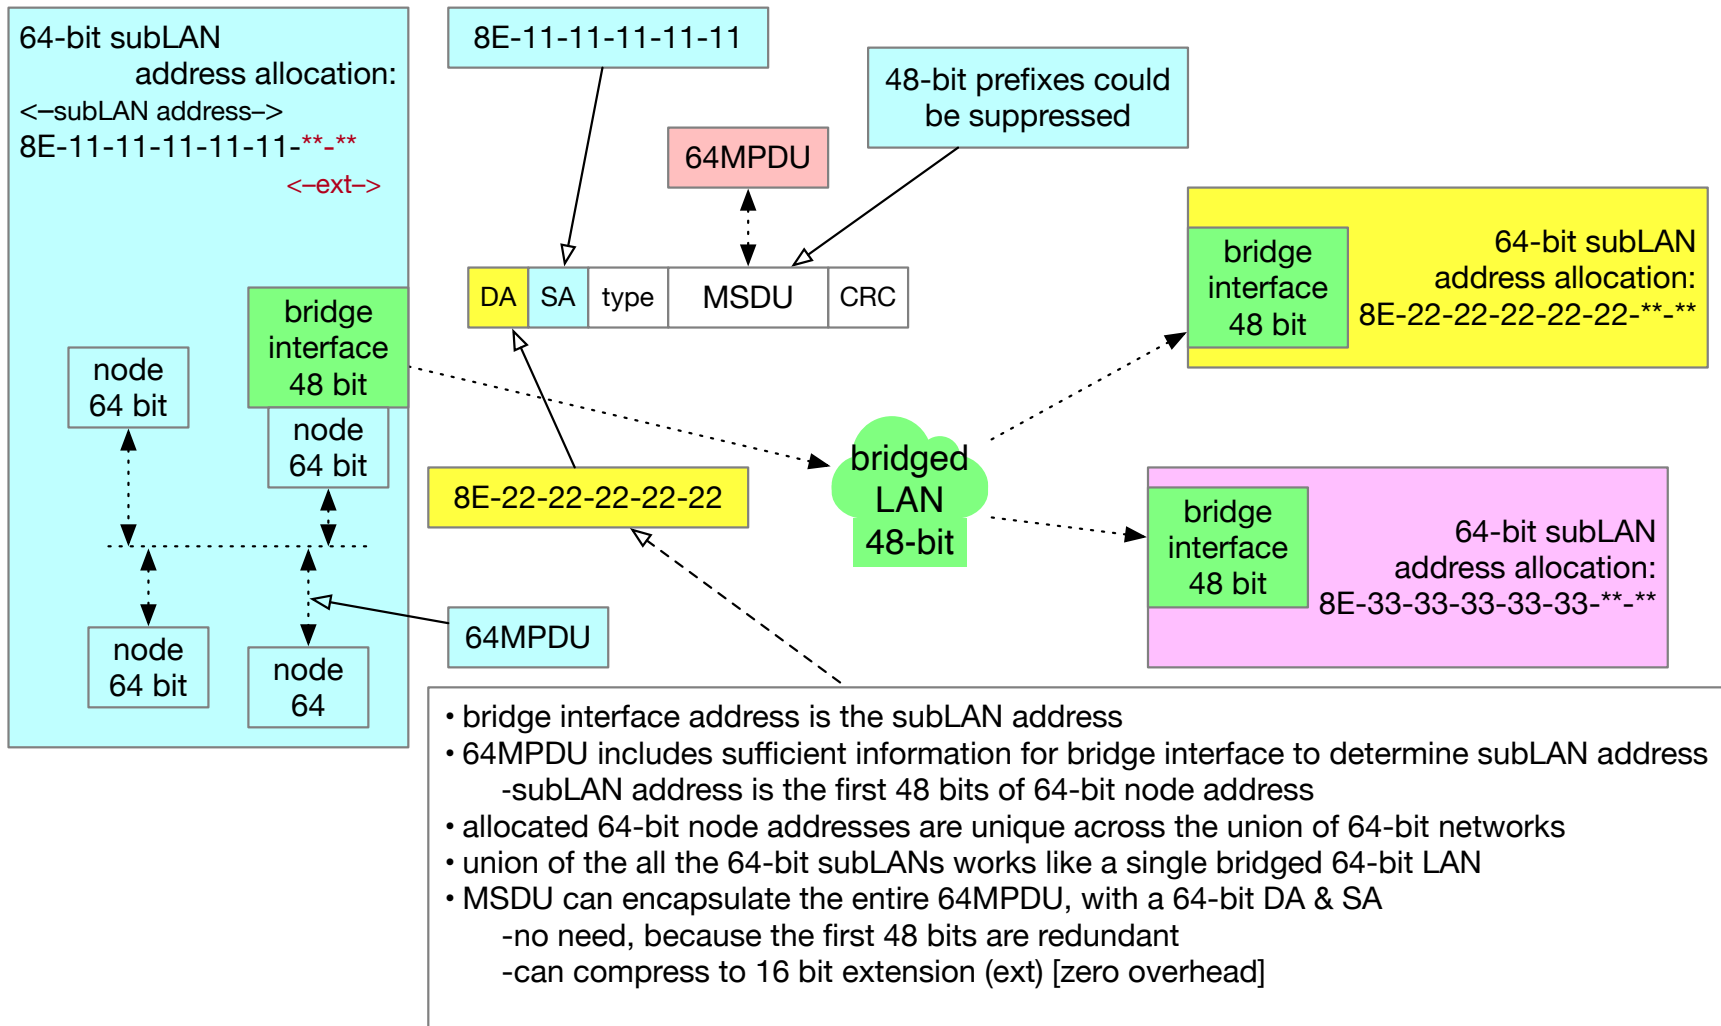 64-bit subLAN
address allocation:
<–subLAN address–>
8E-11-11-11-11-11-**-**
<–ext–>
8E-11-11-11-11-11
48-bit prefixes could
be suppressed
64MPDU
DA SA type MSDU CRC
bridge
interface
48 bit
node
64 bit
node
64 bit
node
64 bit
node
64
64MPDU
8E-22-22-22-22-22
bridged
LAN
48-bit
bridge
interface
48 bit
64-bit subLAN
address allocation:
8E-22-22-22-22-22-**-**
bridge
interface
48 bit
64-bit subLAN
address allocation:
8E-33-33-33-33-33-**-**
• bridge interface address is the subLAN address
• 64MPDU includes sufficient information for bridge interface to determine subLAN address
-subLAN address is the first 48 bits of 64-bit node address
• allocated 64-bit node addresses are unique across the union of 64-bit networks
• union of the all the 64-bit subLANs works like a single bridged 64-bit LAN
• MSDU can encapsulate the entire 64MPDU, with a 64-bit DA & SA
-no need, because the first 48 bits are redundant
-can compress to 16 bit extension (ext) [zero overhead]